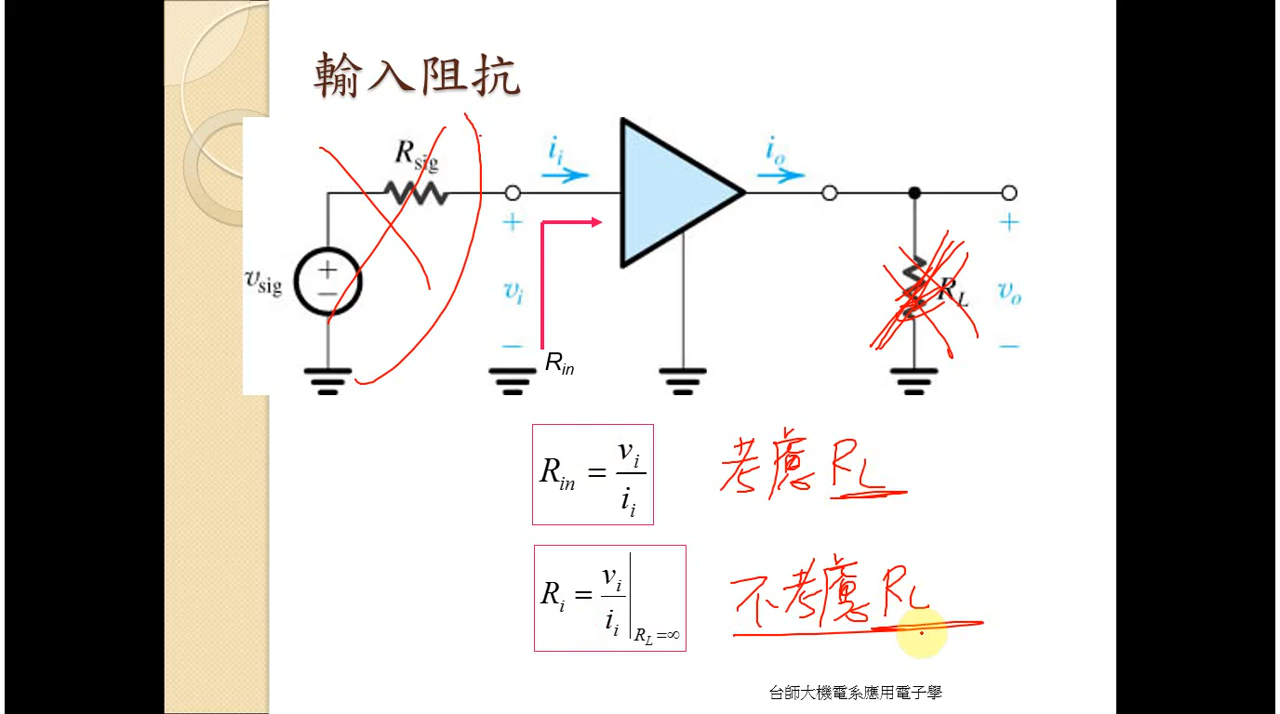 輸入阻抗
R_sig
i_i
i_o
+
+
+
−
v_sig
v_i
R_L
v_o
−
−
R_in
R_in = v_i / i_i
考慮 R_L
R_i = v_i / i_i |R_L=∞
不考慮 R_L
台師大機電系應用電子學